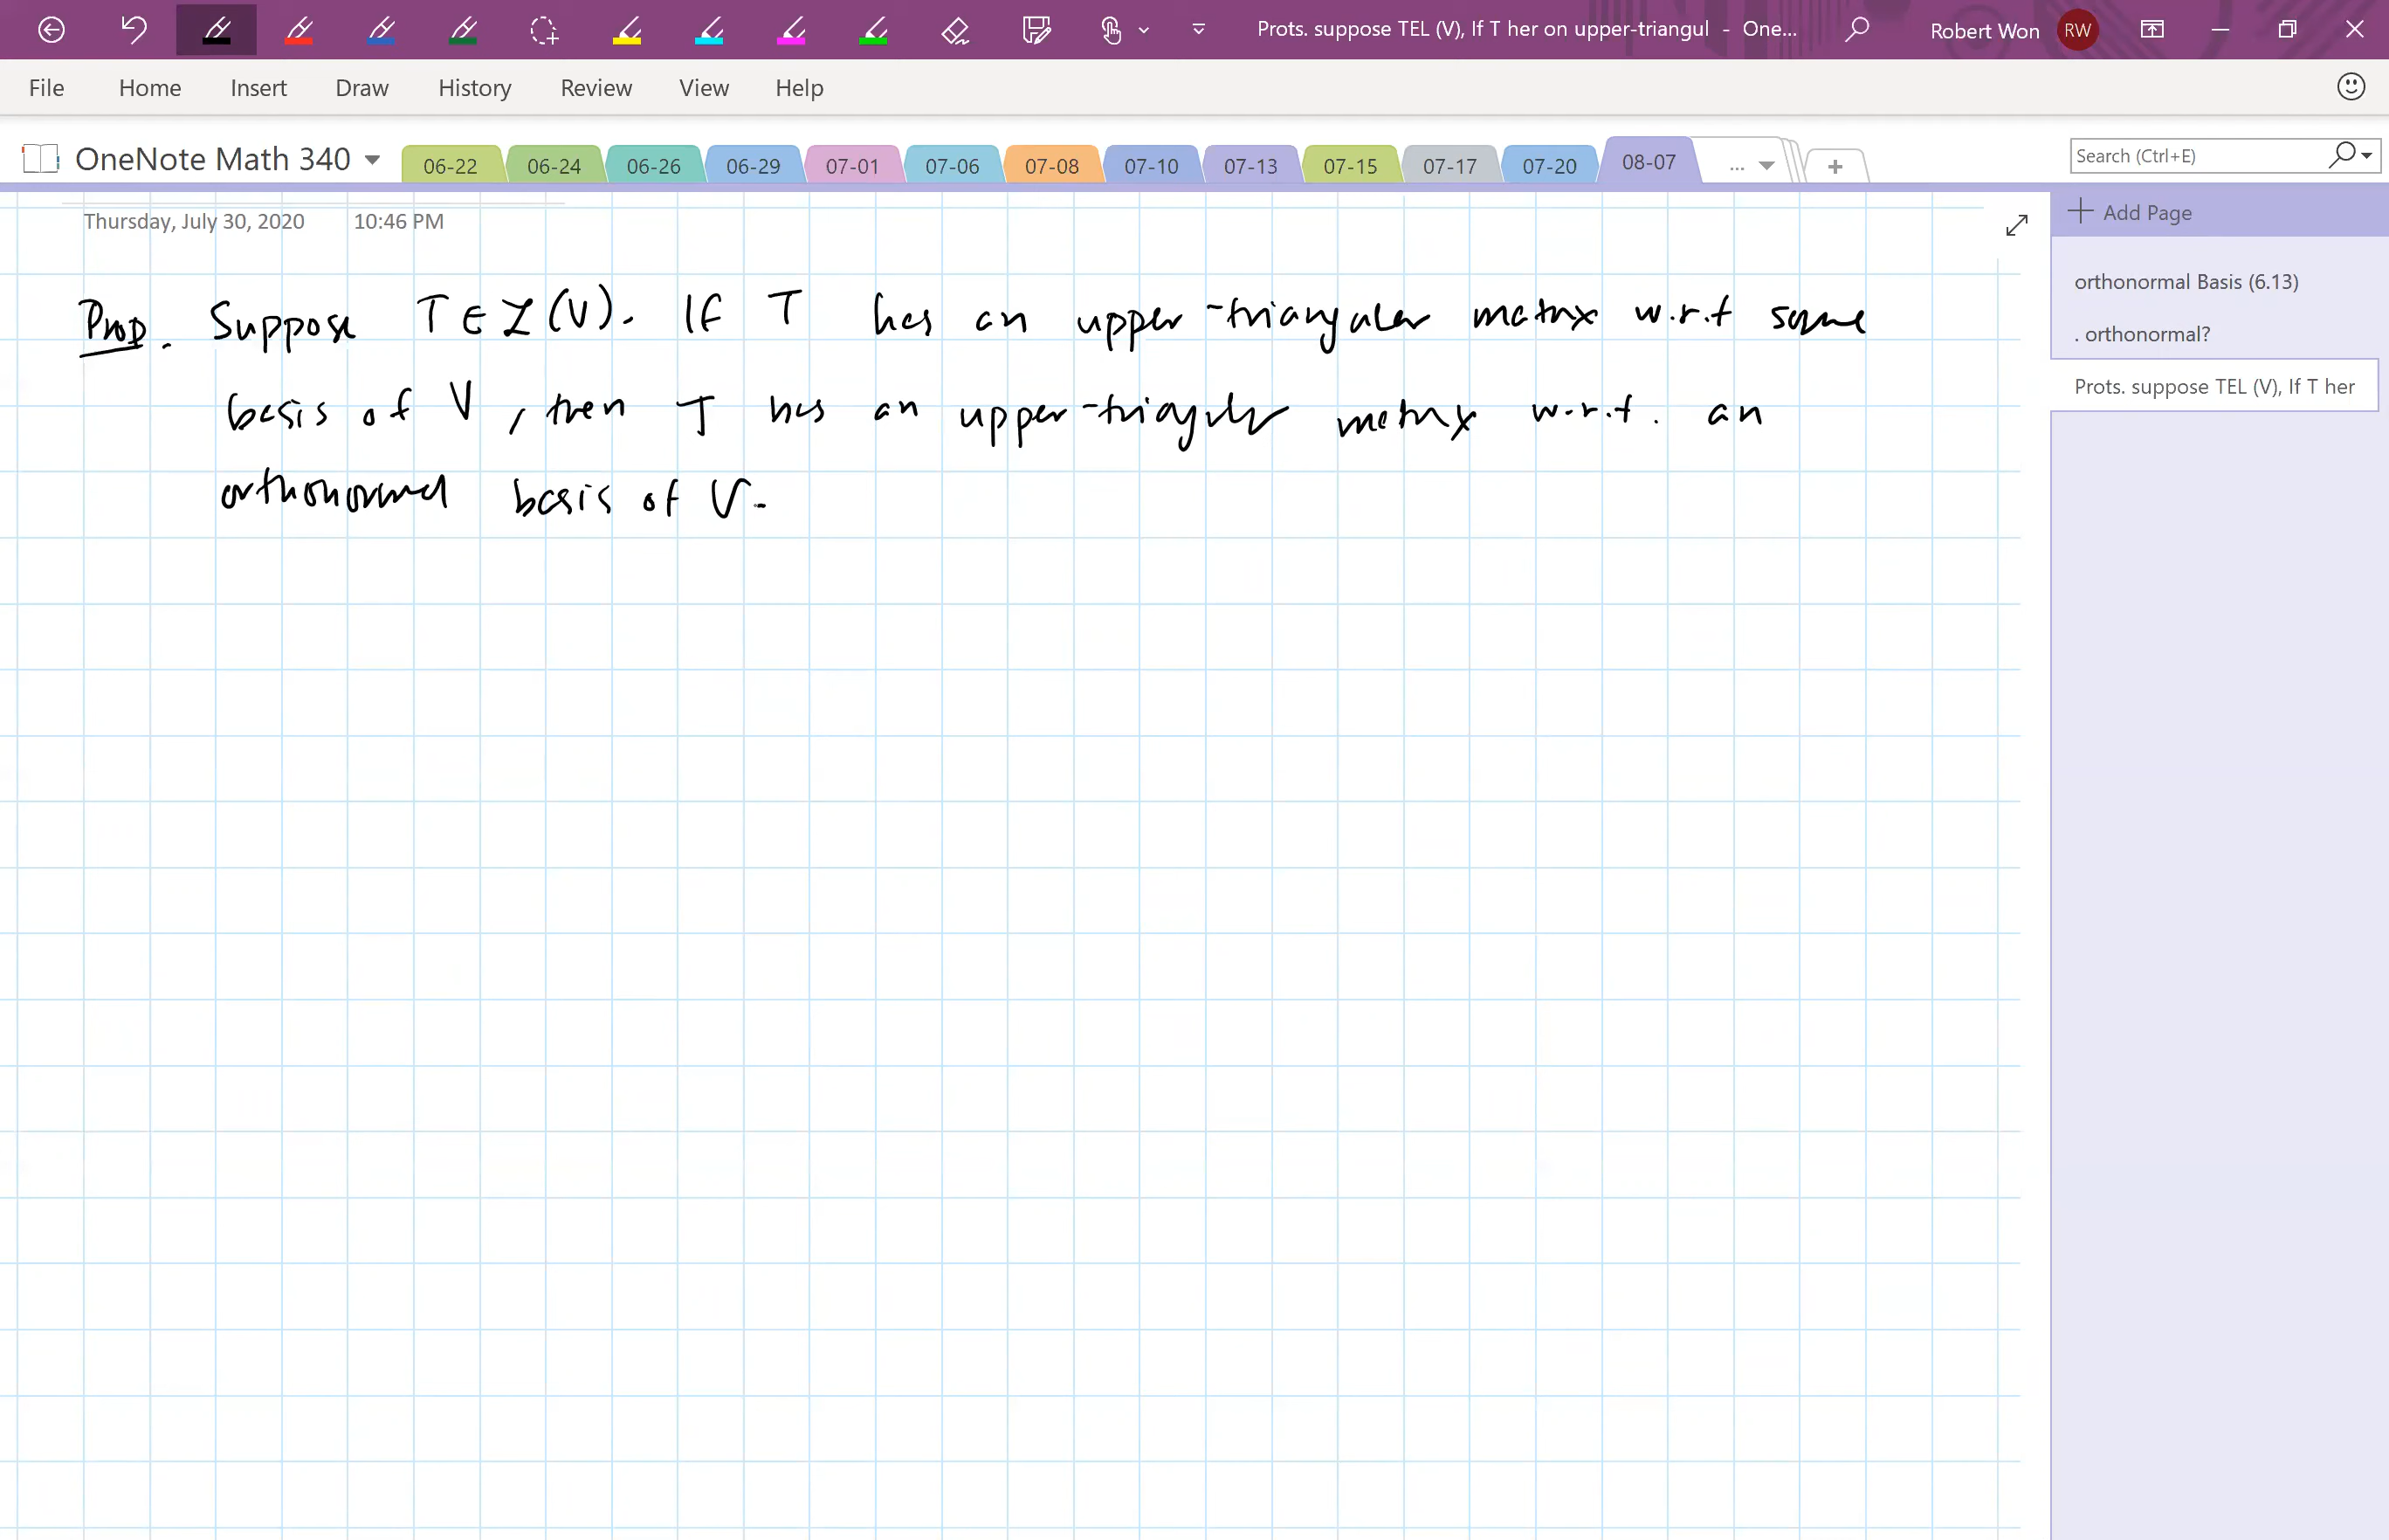 Prots. suppose TEL (V), If T her on upper-triangul - One...
Robert Won RW
File Home Insert Draw History Review View Help
OneNote Math 340 06-22 06-24 06-26 06-29 07-01 07-06 07-08 07-10 07-13 07-15 07-17 07-20 08-07 ... +
Search (Ctrl+E)
Thursday, July 30, 2020 10:46 PM
Prop. Suppose T ∈ ℒ(V). If T has an upper-triangular matrix w.r.t some
basis of V, then T has an upper-triangular matrix w.r.t. an
orthonormal basis of V.
Add Page
orthonormal Basis (6.13)
. orthonormal?
Prots. suppose TEL (V), If T her